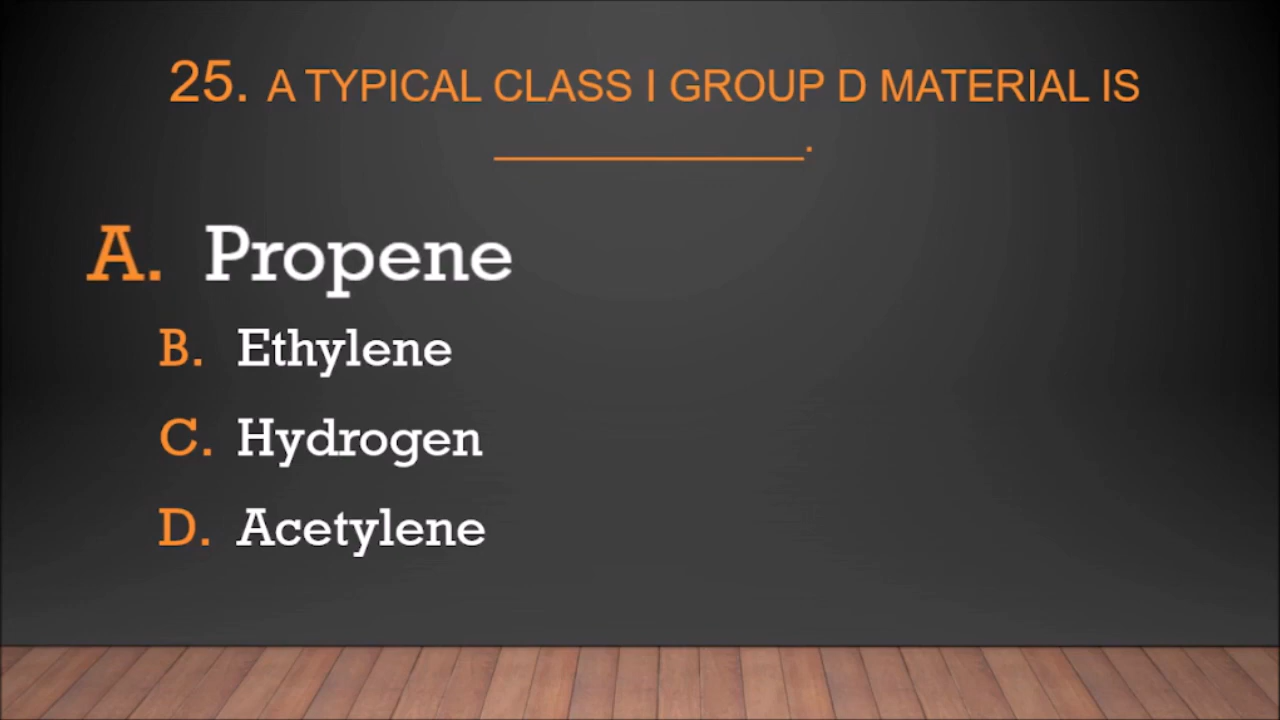 25. A TYPICAL CLASS I GROUP D MATERIAL IS
______________.
A. Propene
B. Ethylene
C. Hydrogen
D. Acetylene